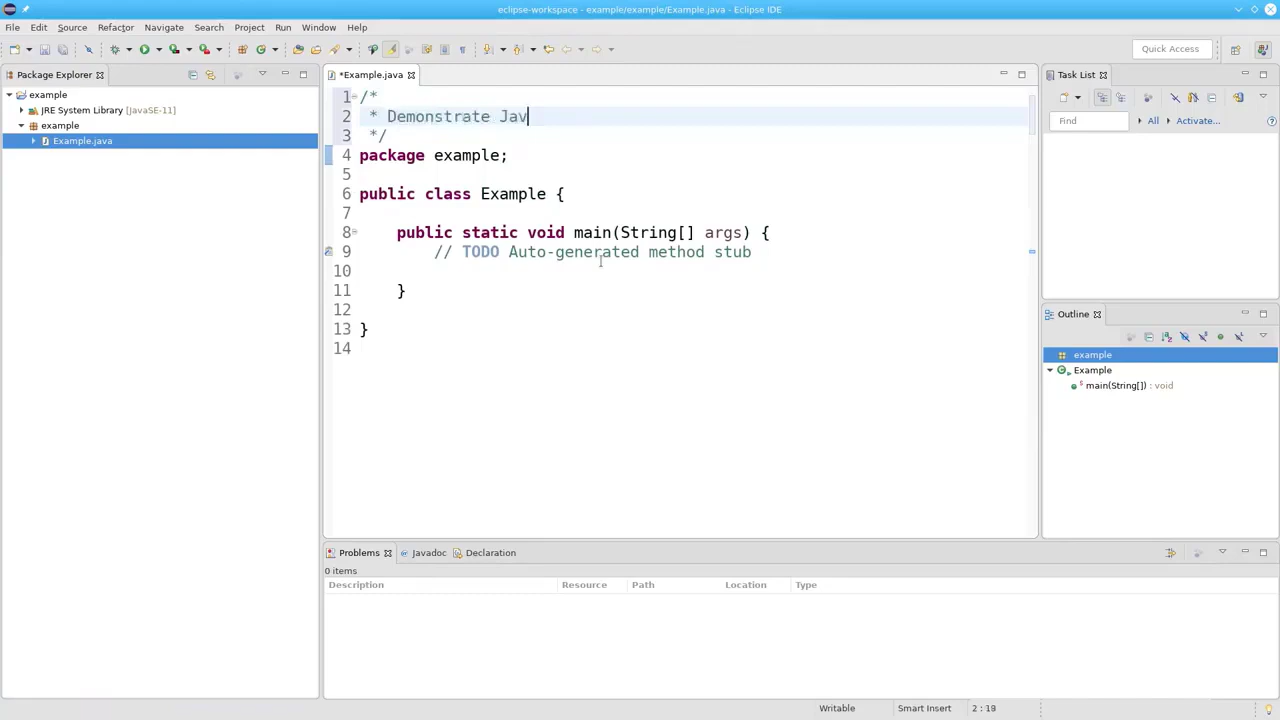 eclipse-workspace - example/example/Example.java - Eclipse IDE
File Edit Source Refactor Navigate Search Project Run Window Help
Quick Access
Package Explorer
example
JRE System Library [JavaSE-11]
example
Example.java
*Example.java
1 /*
2  * Demonstrate Jav
3  */
4 package example;
5
6 public class Example {
7
8     public static void main(String[] args) {
9         // TODO Auto-generated method stub
10
11     }
12
13 }
14
Task List
Find All Activate...
Outline
example
Example
main(String[]) : void
Problems Javadoc Declaration
0 items
Description Resource Path Location Type
Writable Smart Insert 2 : 18